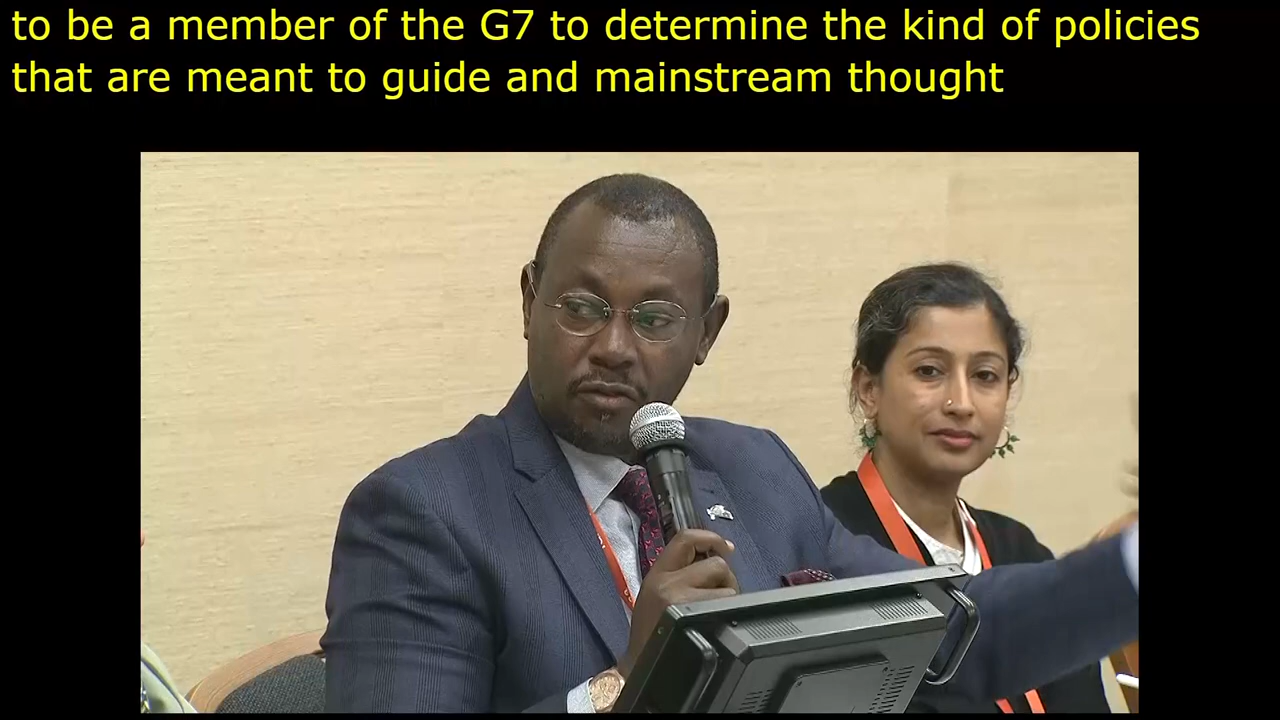 to be a member of the G7 to determine the kind of policies
that are meant to guide and mainstream thought